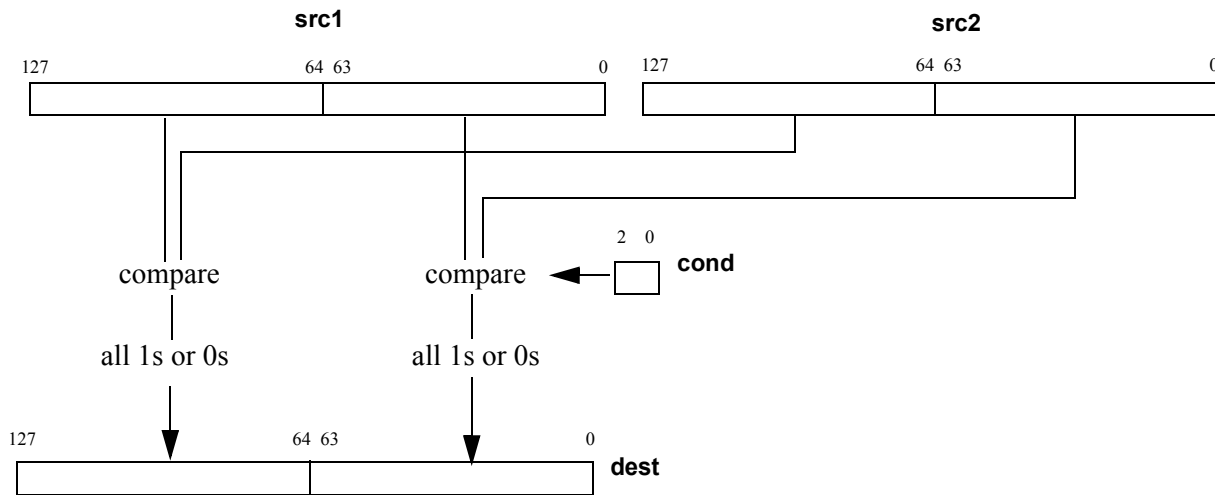 src1
src2
127 64 63 0
127 64 63 0
2 0
cond
compare
compare
all 1s or 0s
all 1s or 0s
127 64 63 0
dest